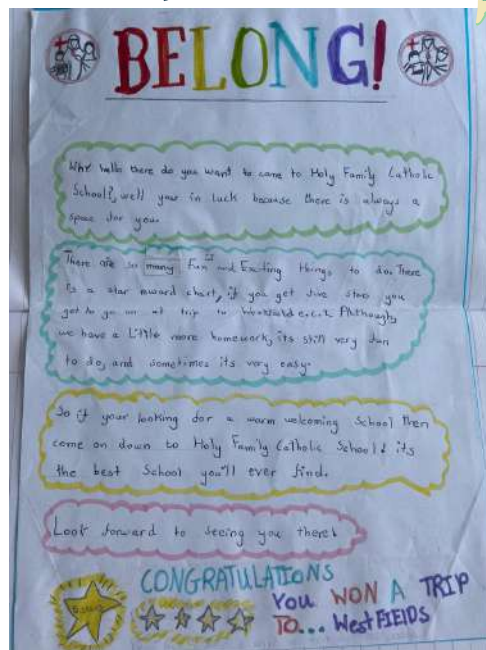 BELONG!
Why hello there do you want to come to Holy Family Catholic
School?, well your in luck because there is always a
space for you.
There are so many Fun and Exciting things to do. There
is a star award chart, if you get five stars you
get to go on at trip to e.c.t. Although,
we have a Little more homework, its still very fun
to do, and sometimes its very easy.
So if your looking for a warm welcoming School then
come on down to Holy Family Catholic School! its
the best School you'll ever find.
Look forward to seeing you there!
CONGRATULATIONS
YOU WON A TRIP
TO... WestFIElDS